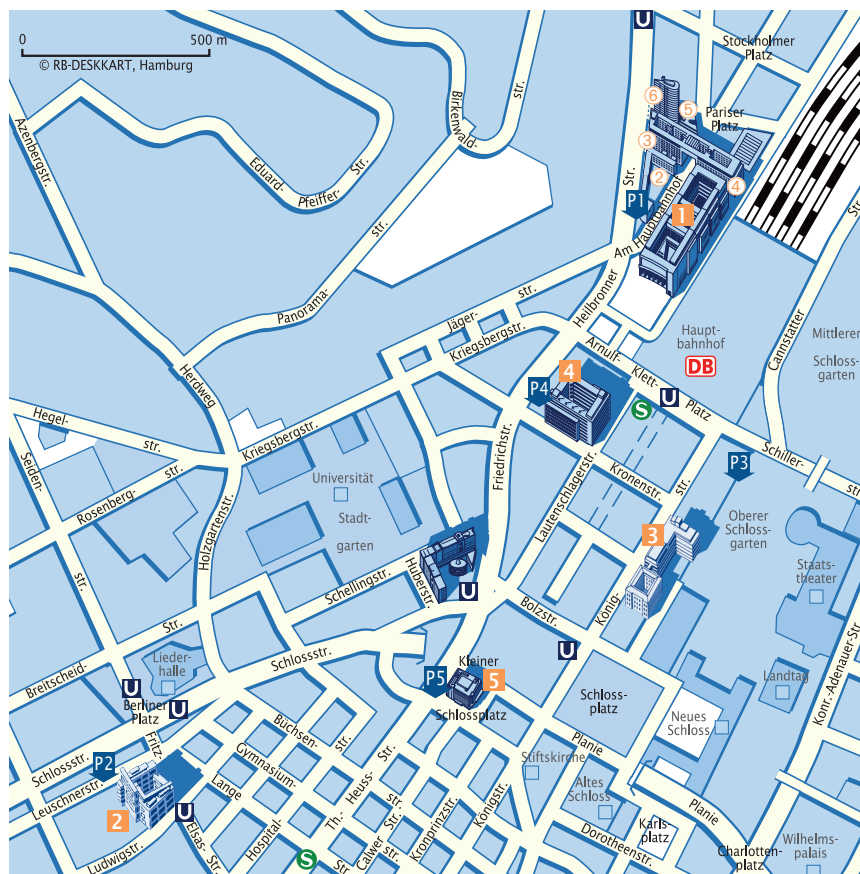 0 500 m
© RB-DESKKART, Hamburg
U
Stockholmer
Platz
Azenbergstr.
Birkenwald-
str.
Eduard-
Pfeiffer-
Str.
6
5
Pariser
Platz
3
2
4
Str.
P1
1
Am Hauptbahnhof
Heilbronner
Panorama-
str.
Jäger-
str.
Kriegsbergstr.
Haupt-
bahnhof
DB
Cannstatter
Str.
Mittlerer
Schloss-
garten
Arnulf-
Klett-
Platz
U
S
P4
4
Herdweg
Hegel-
str.
Seiden-
str.
Kriegsbergstr.
Rosenberg-
str.
Holzgartenstr.
Universität
Stadt-
garten
Friedrichstr.
Lautenschlagerstr.
Kronenstr.
Schiller-
str.
P3
3
König-
str.
Oberer
Schloss-
garten
Staats-
theater
Schellingstr.
Huberstr.
U
Bolzstr.
U
Breitscheid-
Str.
Lieder-
halle
Schlossstr.
U
Berliner
Platz
U
P5
Kleiner
5
Schlossplatz
Schloss-
platz
Neues
Schloss
Landtag
Konr.-Adenauer-Str.
Büchsen-
str.
Gymnasium-
str.
Schlossstr.
P2
Leuschnerstr.
Fritz-
Elsas-
Str.
2
U
Ludwigstr.
Lange
Str.
Hospital-
str.
S
Th.-
Heuss-
Str.
Calwer
Str.
Kronprinzstr.
Königstr.
Stiftskirche
Planie
Altes
Schloss
Karls-
platz
Dorotheenstr.
Planie
Charlotten-
platz
Wilhelms-
palais